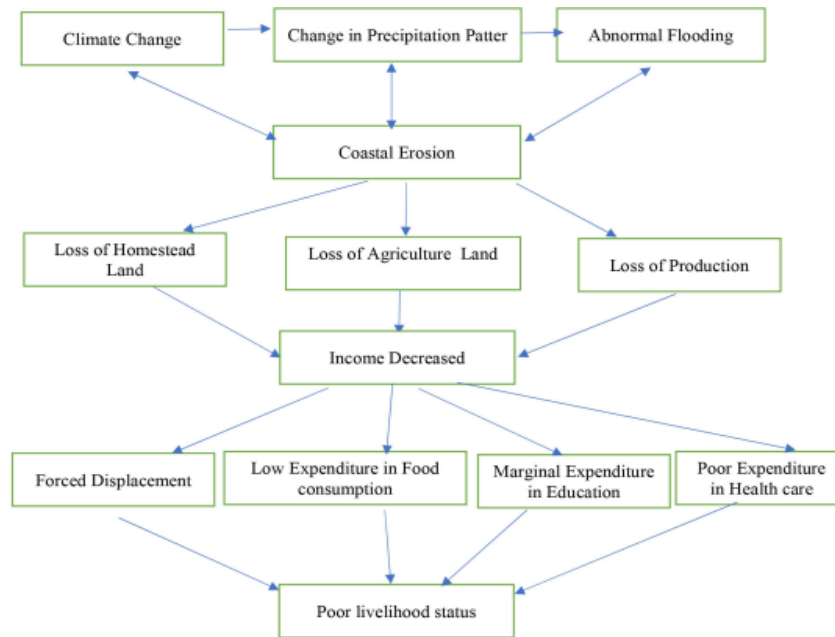 Climate Change
Change in Precipitation Patter
Abnormal Flooding
Coastal Erosion
Loss of Homestead
Land
Loss of Agriculture Land
Loss of Production
Income Decreased
Forced Displacement
Low Expenditure in Food
consumption
Marginal Expenditure
in Education
Poor Expenditure
in Health care
Poor livelihood status